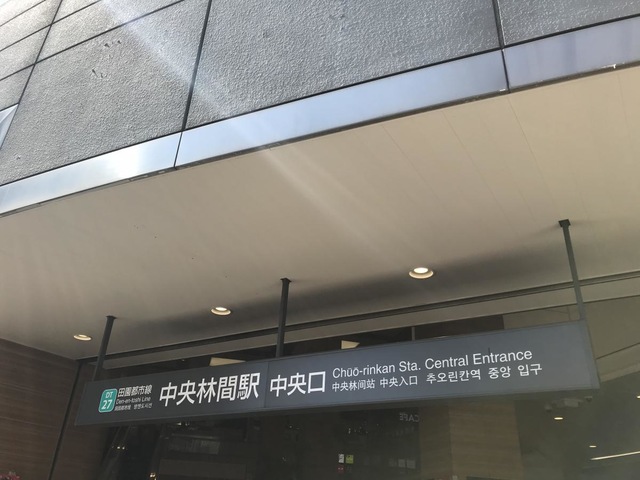 DT
27
田園都市線
Den-en-toshi Line
中央林間駅 中央口
Chūō-rinkan Sta. Central Entrance
中央林间站 中央入口 추오린칸역 중앙 입구